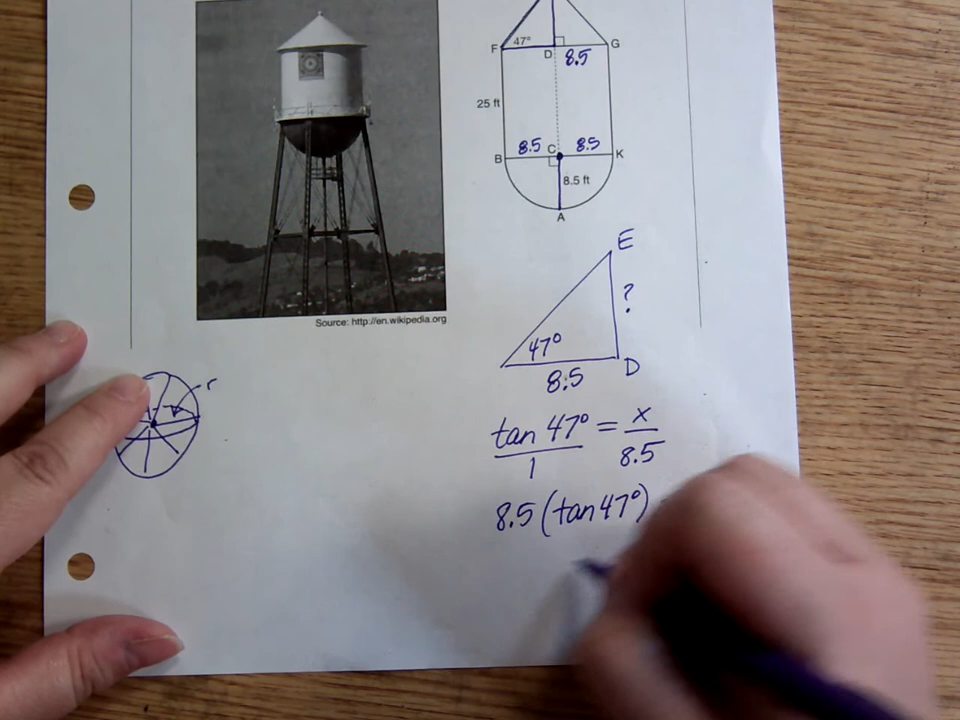 F 47° D G
8.5
25 ft
8.5 C 8.5
B K
8.5 ft
A
E
?
47°
8.5 D
Source: http://en.wikipedia.org
r
tan 47° = x
1 8.5
8.5 (tan 47°)